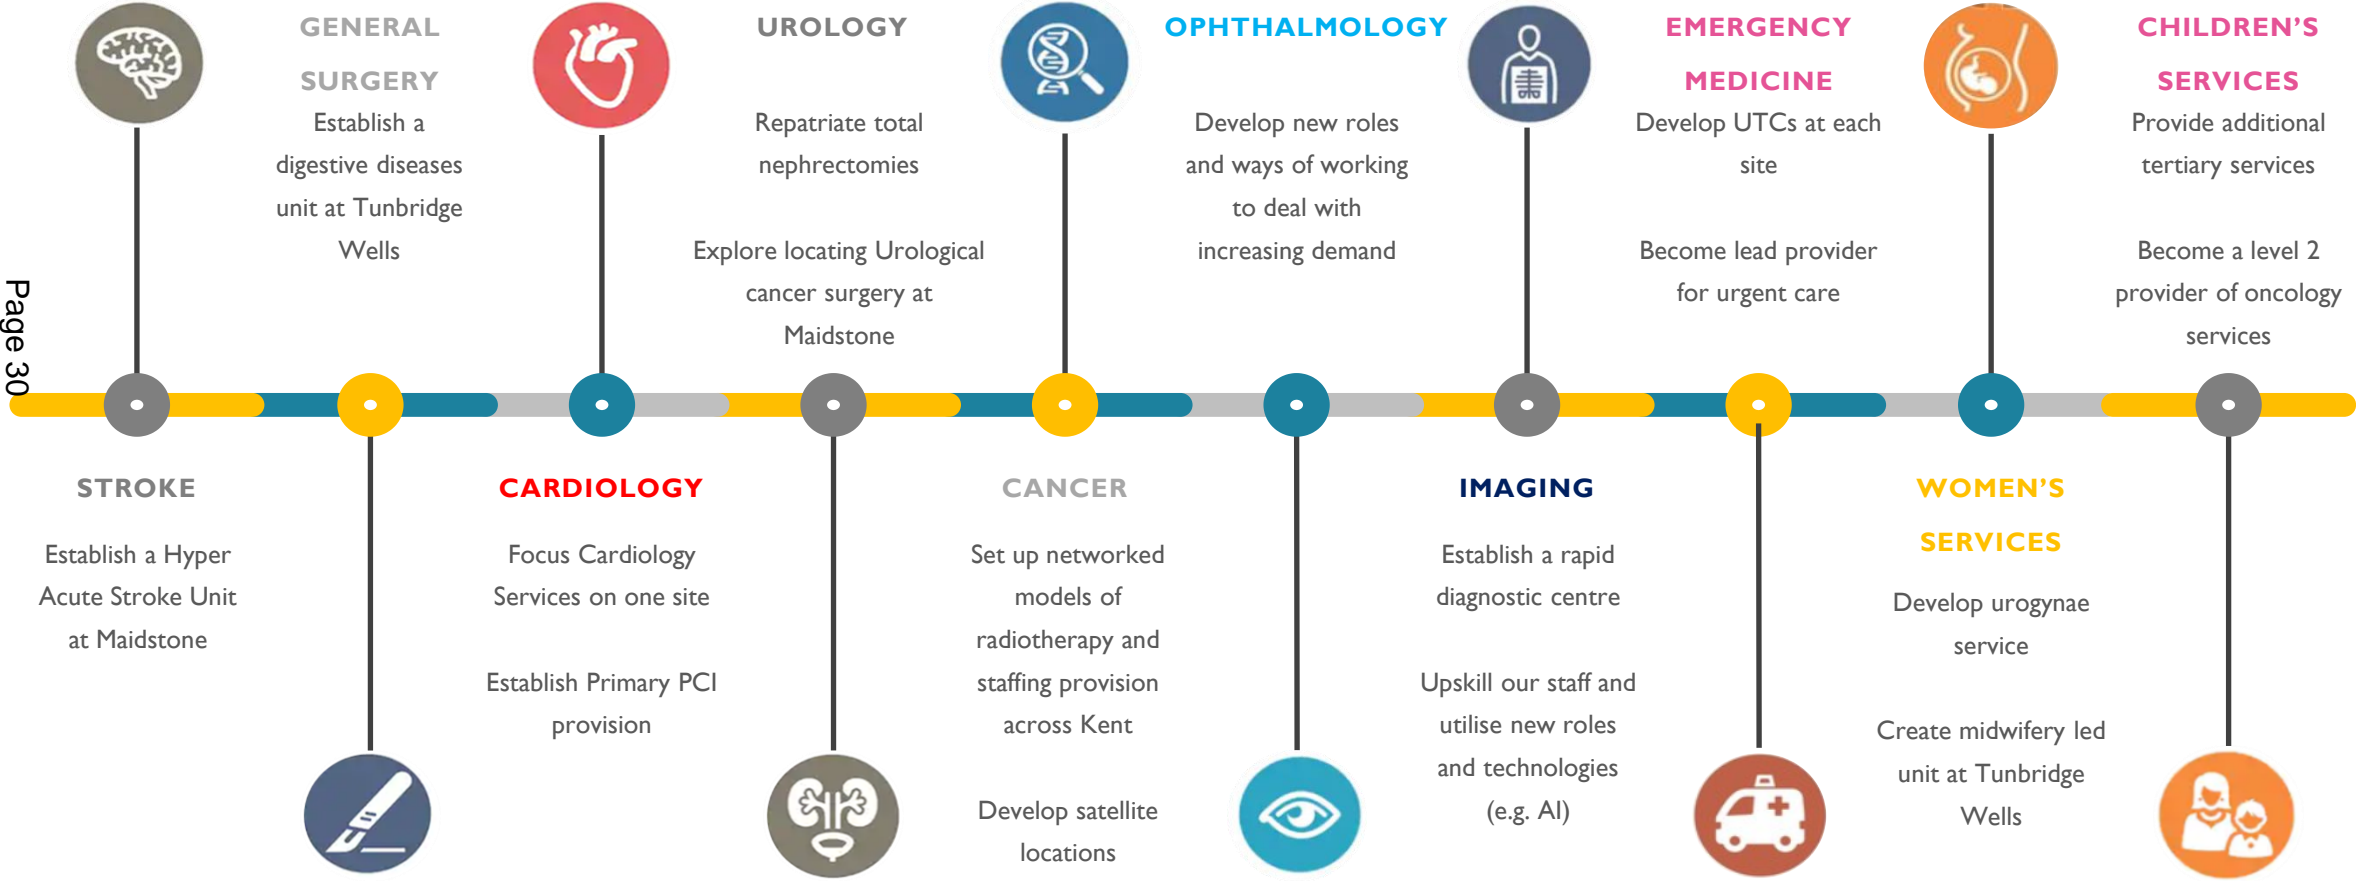 Page 30
STROKE
Establish a Hyper
Acute Stroke Unit
at Maidstone
GENERAL
SURGERY
Establish a
digestive diseases
unit at Tunbridge
Wells
CARDIOLOGY
Focus Cardiology
Services on one site
Establish Primary PCI
provision
UROLOGY
Repatriate total
nephrectomies
Explore locating Urological
cancer surgery at
Maidstone
CANCER
Set up networked
models of
radiotherapy and
staffing provision
across Kent
Develop satellite
locations
OPHTHALMOLOGY
Develop new roles
and ways of working
to deal with
increasing demand
IMAGING
Establish a rapid
diagnostic centre
Upskill our staff and
utilise new roles
and technologies
(e.g. AI)
EMERGENCY
MEDICINE
Develop UTCs at each
site
Become lead provider
for urgent care
WOMEN'S
SERVICES
Develop urogynae
service
Create midwifery led
unit at Tunbridge
Wells
CHILDREN'S
SERVICES
Provide additional
tertiary services
Become a level 2
provider of oncology
services